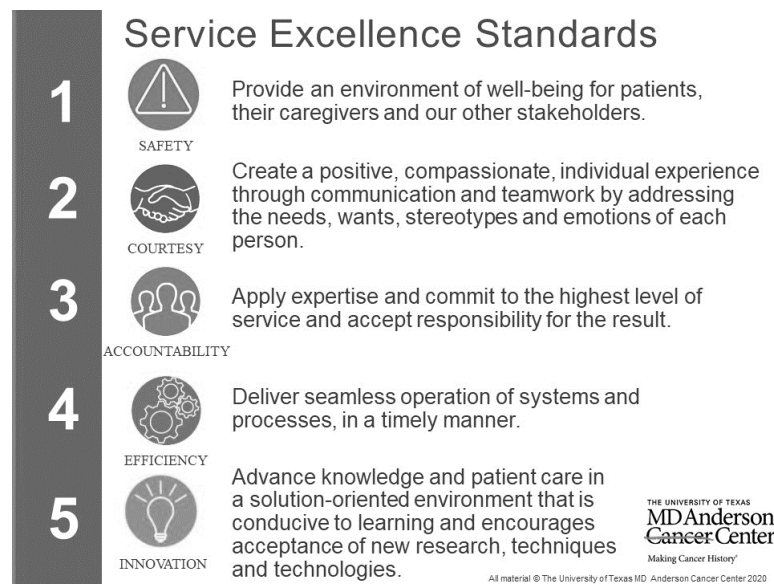 Service Excellence Standards
1
SAFETY
Provide an environment of well-being for patients,
their caregivers and our other stakeholders.
2
COURTESY
Create a positive, compassionate, individual experience
through communication and teamwork by addressing
the needs, wants, stereotypes and emotions of each
person.
3
ACCOUNTABILITY
Apply expertise and commit to the highest level of
service and accept responsibility for the result.
4
EFFICIENCY
Deliver seamless operation of systems and
processes, in a timely manner.
5
INNOVATION
Advance knowledge and patient care in
a solution-oriented environment that is
conducive to learning and encourages
acceptance of new research, techniques
and technologies.
THE UNIVERSITY OF TEXAS
MD Anderson
Cancer Center
Making Cancer History®
All material © The University of Texas MD Anderson Cancer Center 2020